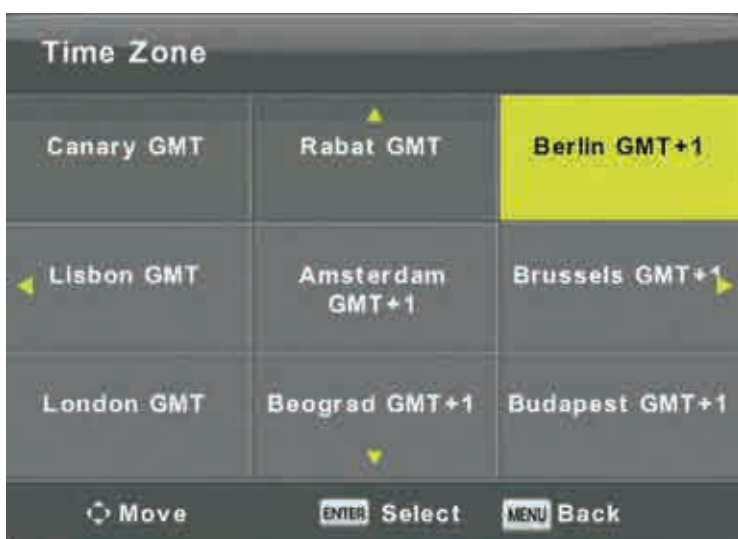 Time Zone
Canary GMT
Rabat GMT
Berlin GMT+1
Lisbon GMT
Amsterdam
GMT+1
Brussels GMT+1
London GMT
Beograd GMT+1
Budapest GMT+1
Move
ENTER Select
MENU Back